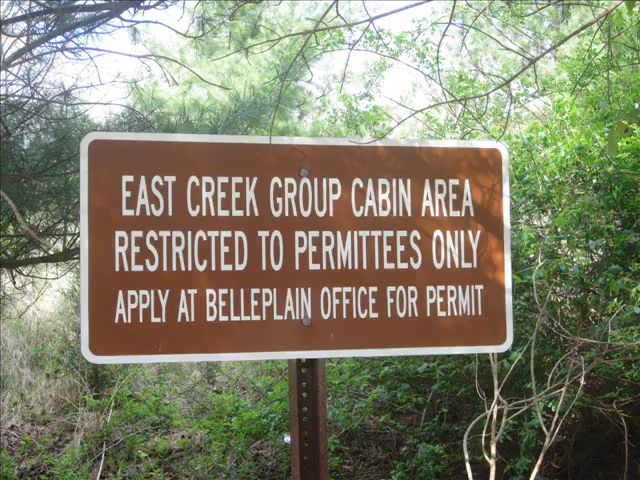 EAST CREEK GROUP CABIN AREA
RESTRICTED TO PERMITTEES ONLY
APPLY AT BELLEPLAIN OFFICE FOR PERMIT